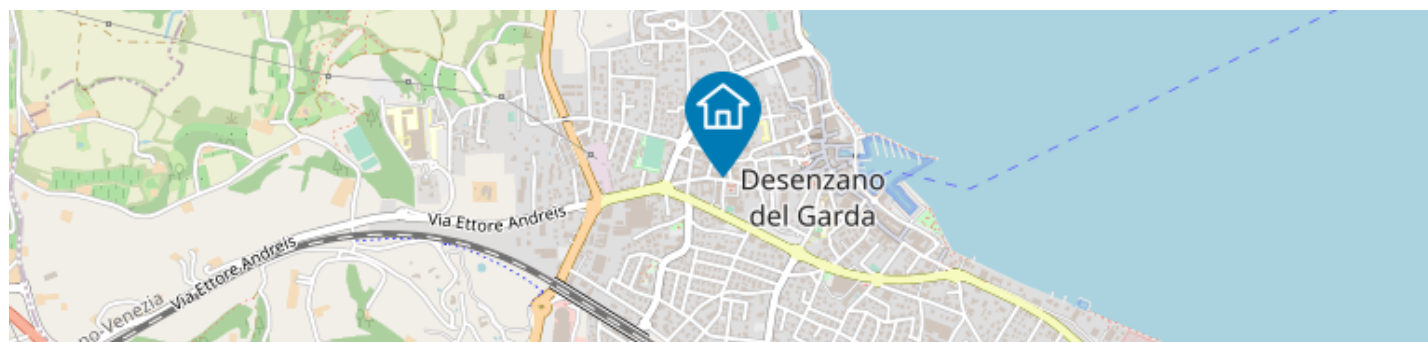 Desenzano
del Garda
Via Ettore Andreis
Via Ettore Andreis
no-Venezia